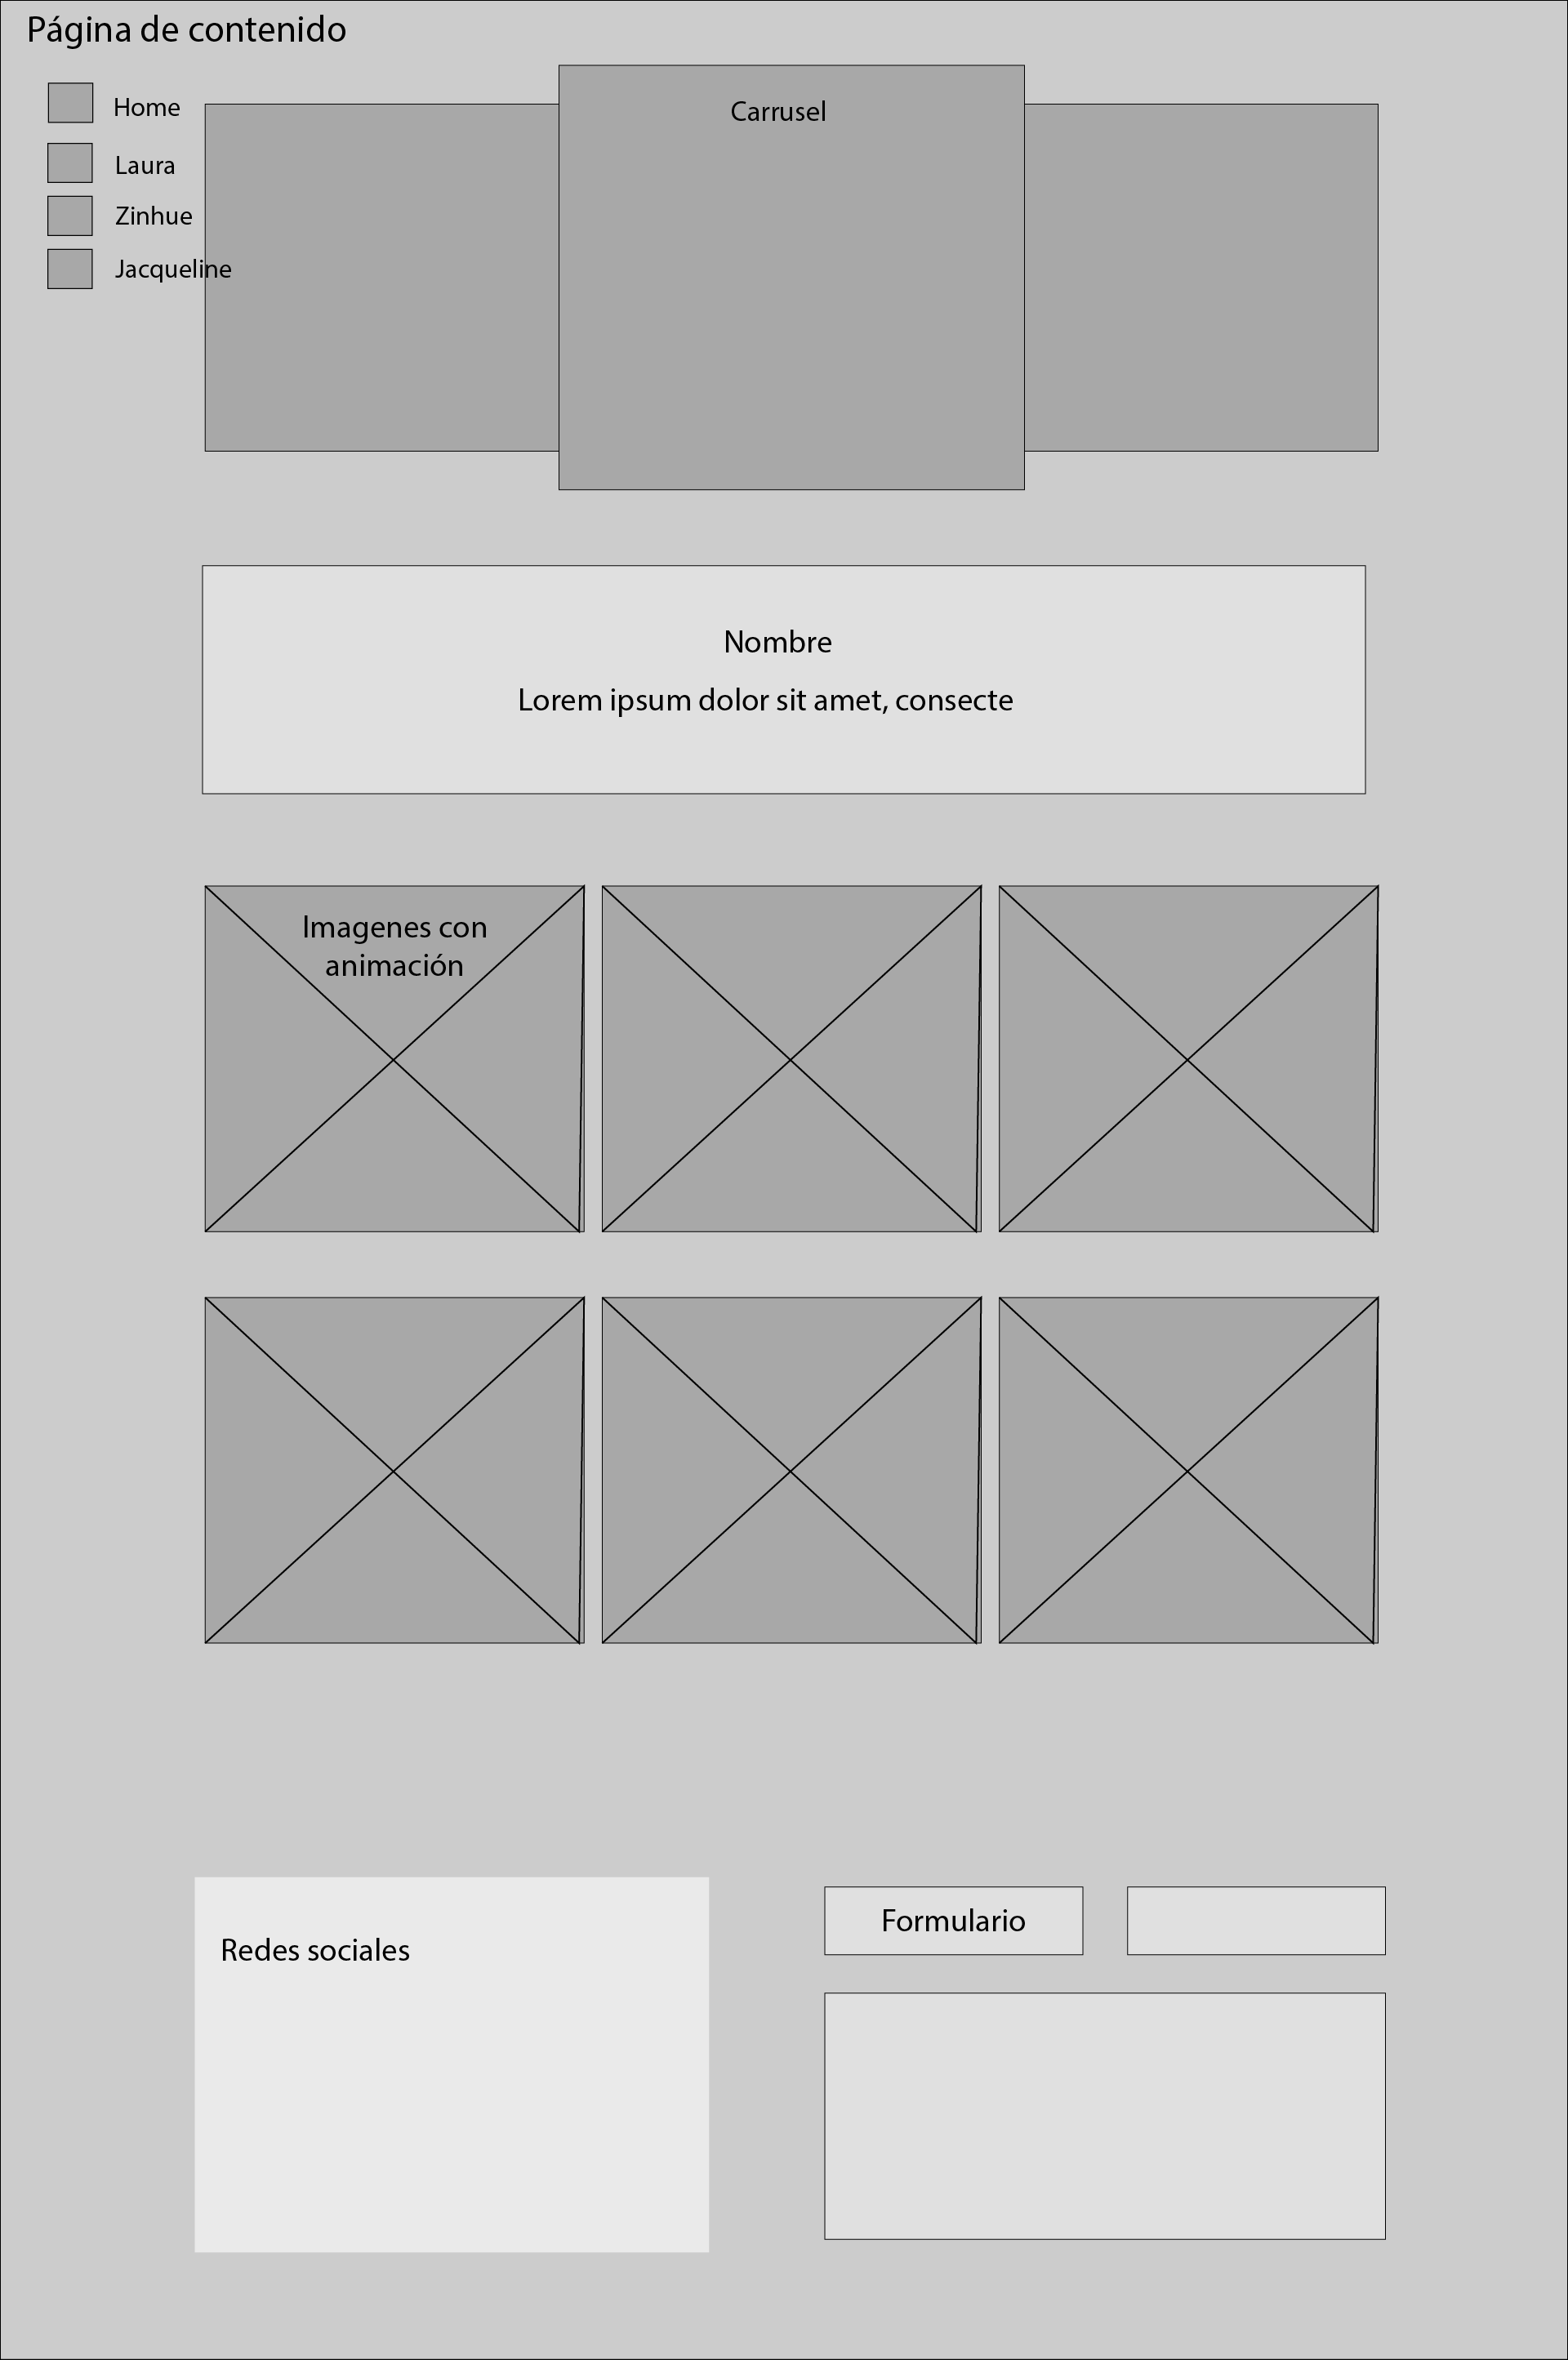 Página de contenido
Home
Carrusel
Laura
Zinhue
Jacqueline
Nombre
Lorem ipsum dolor sit amet, consecte
Imagenes con
animación
Redes sociales
Formulario